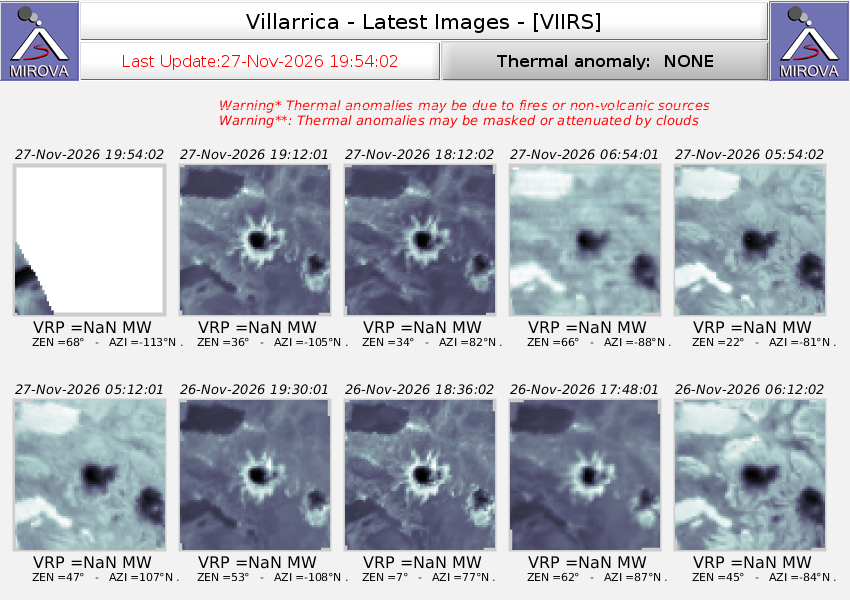 Villarrica - Latest Images - [VIIRS]
MIROVA
Last Update:27-Nov-2026 19:54:02
Thermal anomaly: NONE
MIROVA
Warning* Thermal anomalies may be due to fires or non-volcanic sources
Warning**: Thermal anomalies may be masked or attenuated by clouds
27-Nov-2026 19:54:02
27-Nov-2026 19:12:01
27-Nov-2026 18:12:02
27-Nov-2026 06:54:01
27-Nov-2026 05:54:02
VRP =NaN MW
VRP =NaN MW
VRP =NaN MW
VRP =NaN MW
VRP =NaN MW
ZEN =68° - AZI =-113°N .
ZEN =36° - AZI =-105°N .
ZEN =34° - AZI =82°N .
ZEN =66° - AZI =-88°N .
ZEN =22° - AZI =-81°N .
27-Nov-2026 05:12:01
26-Nov-2026 19:30:01
26-Nov-2026 18:36:02
26-Nov-2026 17:48:01
26-Nov-2026 06:12:02
VRP =NaN MW
VRP =NaN MW
VRP =NaN MW
VRP =NaN MW
VRP =NaN MW
ZEN =47° - AZI =107°N .
ZEN =53° - AZI =-108°N .
ZEN =7° - AZI =77°N .
ZEN =62° - AZI =87°N .
ZEN =45° - AZI =-84°N .